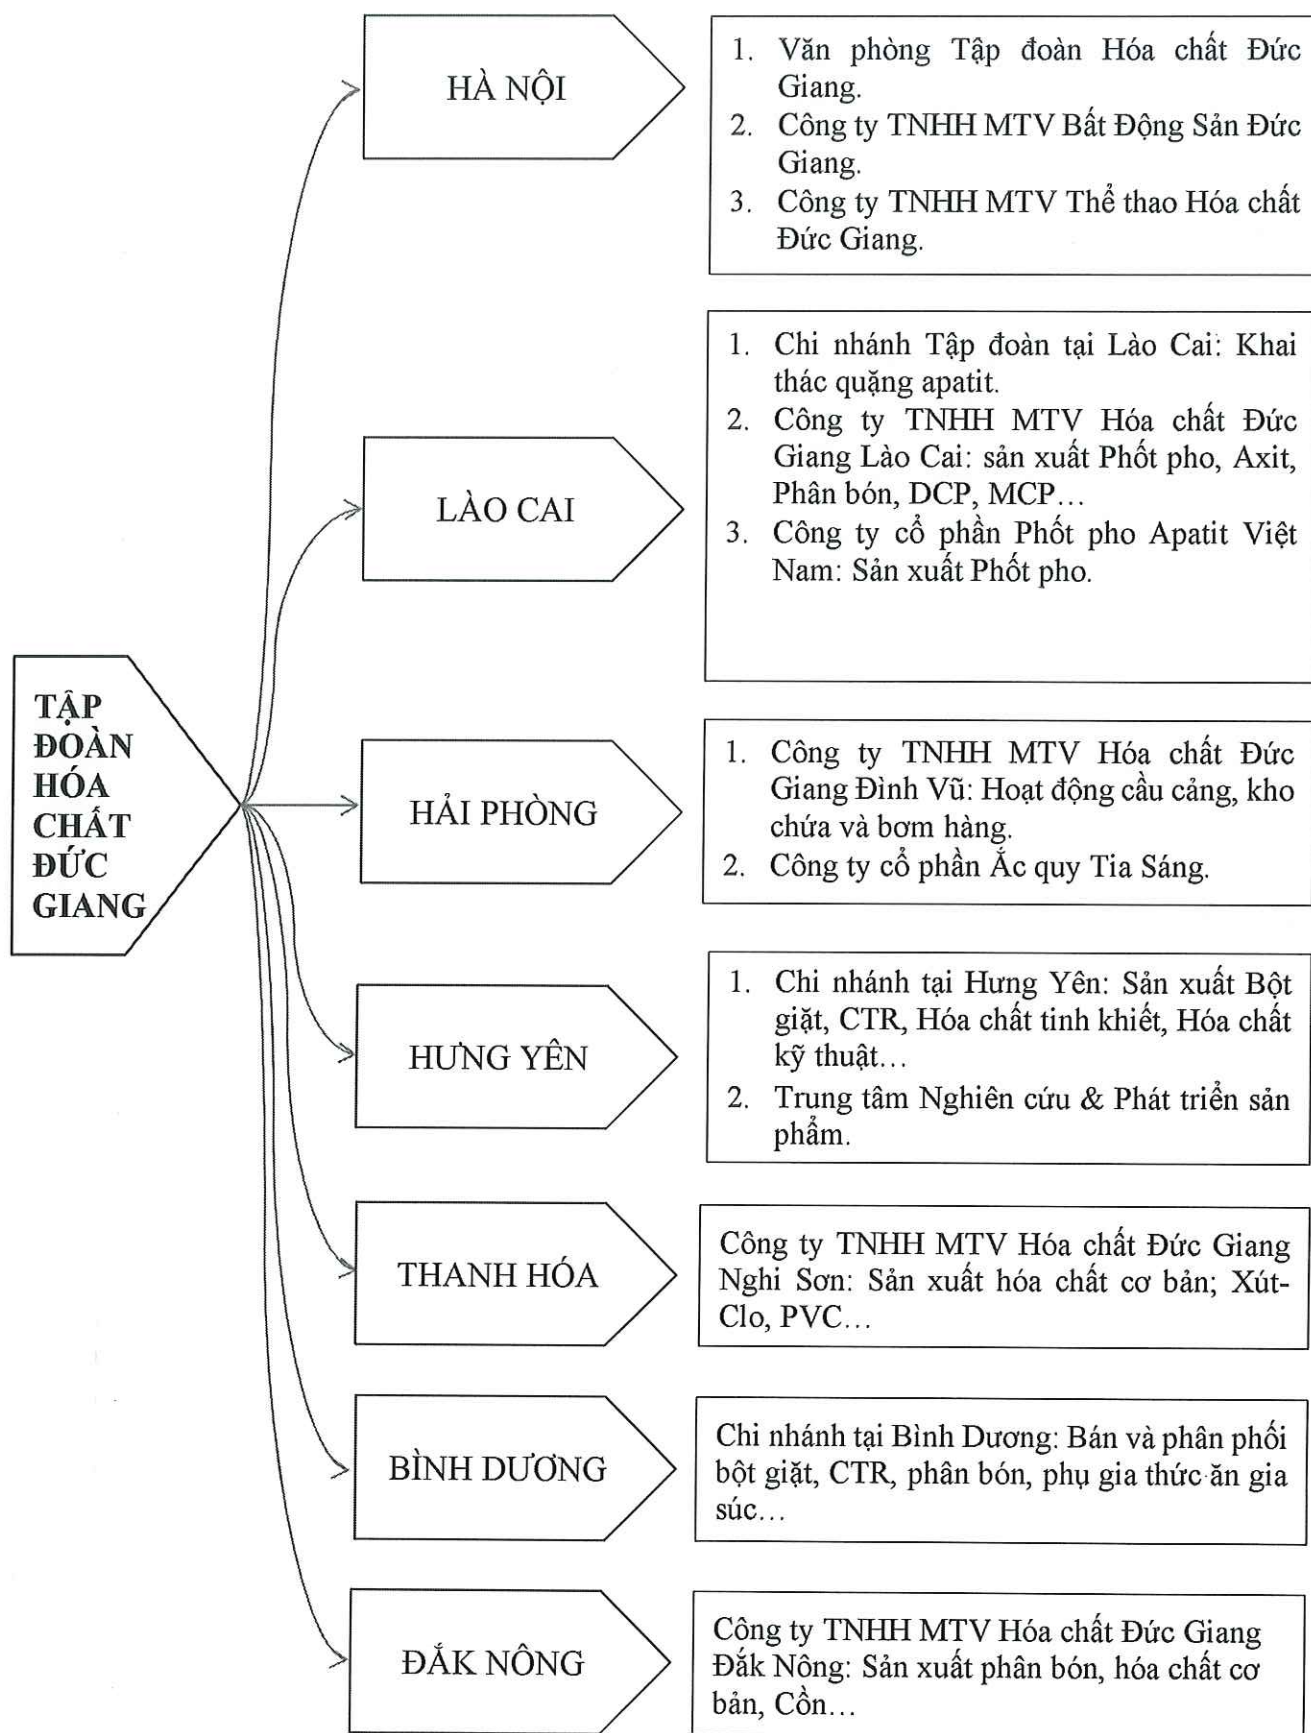 TẬP
ĐOÀN
HÓA
CHẤT
ĐỨC
GIANG
HÀ NỘI
1. Văn phòng Tập đoàn Hóa chất Đức
Giang.
2. Công ty TNHH MTV Bất Động Sản Đức
Giang.
3. Công ty TNHH MTV Thể thao Hóa chất
Đức Giang.
LÀO CAI
1. Chi nhánh Tập đoàn tại Lào Cai: Khai
thác quặng apatit.
2. Công ty TNHH MTV Hóa chất Đức
Giang Lào Cai: sản xuất Phốt pho, Axit,
Phân bón, DCP, MCP…
3. Công ty cổ phần Phốt pho Apatit Việt
Nam: Sản xuất Phốt pho.
HẢI PHÒNG
1. Công ty TNHH MTV Hóa chất Đức
Giang Đình Vũ: Hoạt động cầu cảng, kho
chứa và bơm hàng.
2. Công ty cổ phần Ắc quy Tia Sáng.
HƯNG YÊN
1. Chi nhánh tại Hưng Yên: Sản xuất Bột
giặt, CTR, Hóa chất tinh khiết, Hóa chất
kỹ thuật…
2. Trung tâm Nghiên cứu & Phát triển sản
phẩm.
THANH HÓA
Công ty TNHH MTV Hóa chất Đức Giang
Nghi Sơn: Sản xuất hóa chất cơ bản; Xút-
Clo, PVC…
BÌNH DƯƠNG
Chi nhánh tại Bình Dương: Bán và phân phối
bột giặt, CTR, phân bón, phụ gia thức ăn gia
súc…
ĐẮK NÔNG
Công ty TNHH MTV Hóa chất Đức Giang
Đắk Nông: Sản xuất phân bón, hóa chất cơ
bản, Cồn…